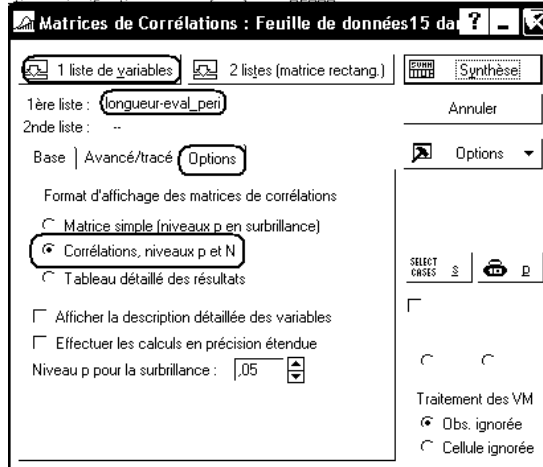 Matrices de Corrélations : Feuille de données15 da
? _ X
1 liste de variables
2 listes (matrice rectang.)
Synthèse
1ère liste : longueur-eval_peri
Annuler
2nde liste : --
Base
Avancé/tracé
Options
Options
Format d'affichage des matrices de corrélations
Matrice simple (niveaux p en surbrillance)
Corrélations, niveaux p et N
Tableau détaillé des résultats
SELECT CASES S
D
Afficher la description détaillée des variables
Effectuer les calculs en précision étendue
Niveau p pour la surbrillance : ,05
Traitement des VM
Obs. ignorée
Cellule ignorée